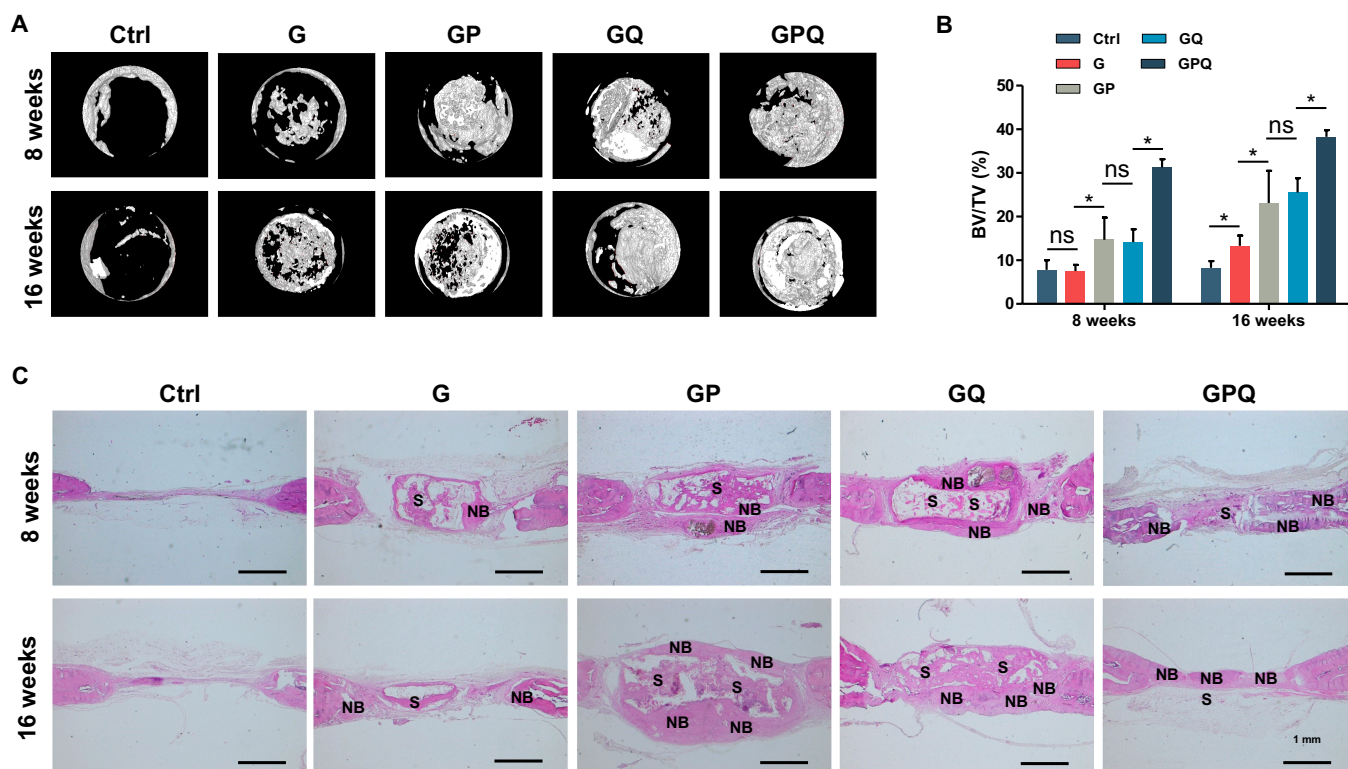 A
Ctrl G GP GQ GPQ
8 weeks
16 weeks
B
Ctrl GQ
G GPQ
GP
BV/TV (%)
50
40
30
20
10
0
ns * ns *
* * ns *
8 weeks 16 weeks
C
Ctrl G GP GQ GPQ
8 weeks
S NB
S NB NB
NB S S NB NB
NB S NB NB
16 weeks
NB S NB
NB NB S S NB NB
S S NB NB NB
NB NB NB S
1 mm